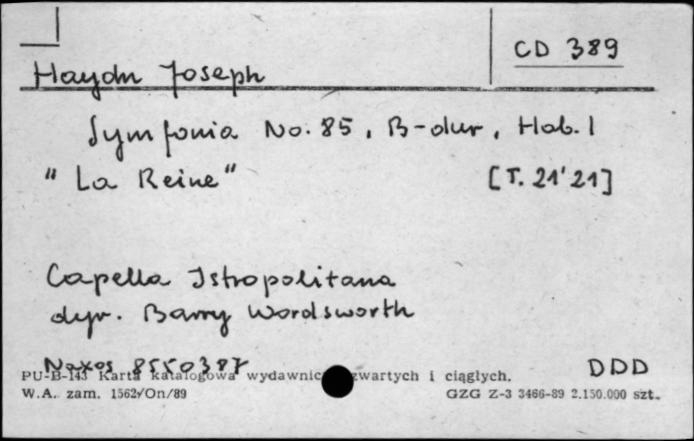 CD 389
Haydn Joseph
Symfonia No. 85, B-dur, Hob. I
"La Reine" [T. 21'21]
Capella Istropolitana
dyr. Barry Wordsworth
Naxos 8550387 DDD
PU-B-143 Karta katalogowa wydawnic zwartych i ciągłych.
W.A. zam. 1562/On/89 GZG Z-3 3466-89 2.150.000 szt.